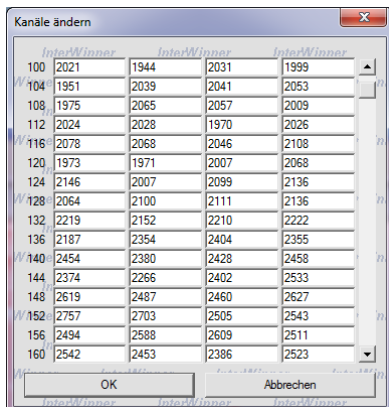 Kanäle ändern
InterWinner InterWinner
100 2021 1944 2031 1999
104 1951 2039 2041 2053
108 1975 2065 2057 2009
112 2024 2028 1970 2026
116 2078 2068 2046 2108
120 1973 1971 2007 2068
124 2146 2007 2099 2136
128 2064 2100 2111 2136
132 2219 2152 2210 2222
136 2187 2354 2404 2355
140 2454 2380 2428 2458
144 2374 2266 2402 2533
148 2619 2487 2460 2627
152 2757 2703 2505 2543
156 2494 2588 2609 2511
160 2542 2453 2386 2523
OK Abbrechen
InterWinner InterWinner